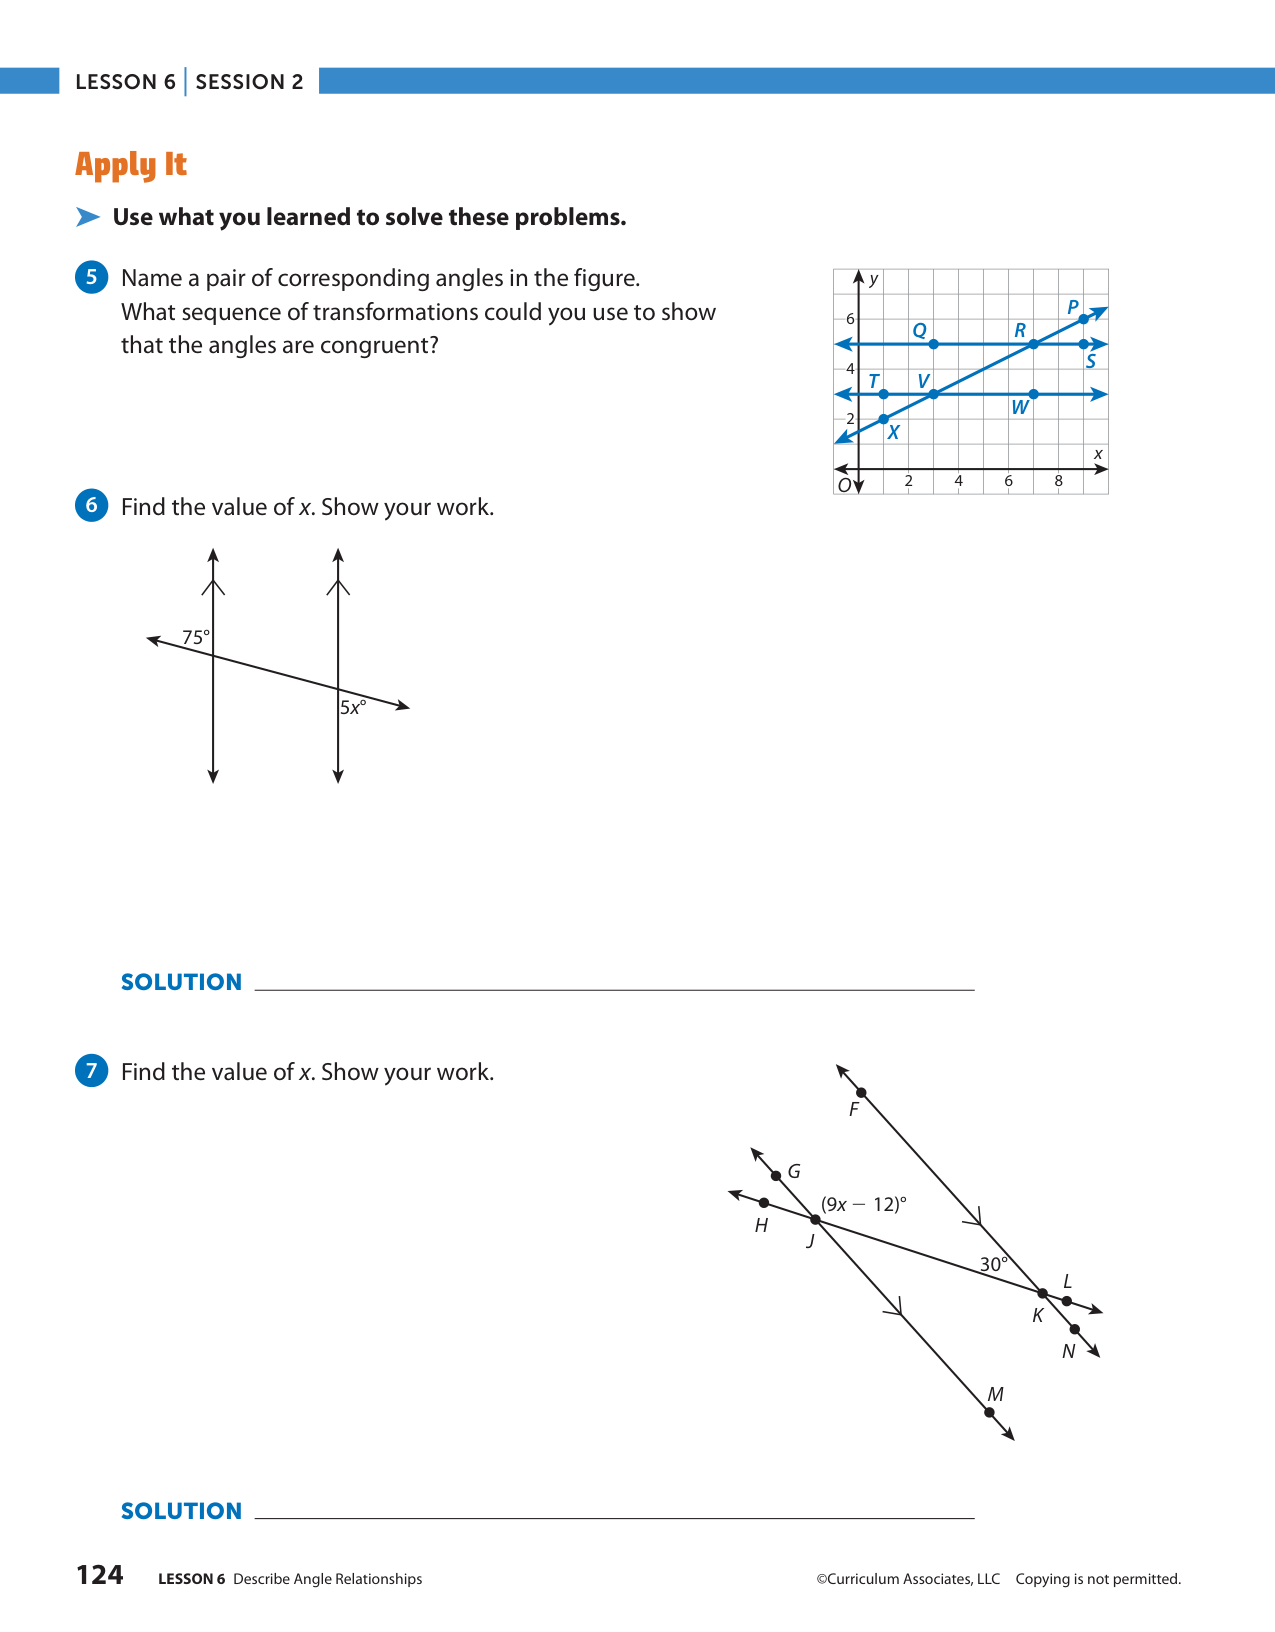 LESSON 6 | SESSION 2
Apply It
Use what you learned to solve these problems.
5 Name a pair of corresponding angles in the figure.
What sequence of transformations could you use to show
that the angles are congruent?
y
P
6
Q
R
S
4
T
V
W
2
X
x
O
2 4 6 8
6 Find the value of x. Show your work.
75°
5x°
SOLUTION
7 Find the value of x. Show your work.
F
G
(9x − 12)°
H
J
30°
L
K
N
M
SOLUTION
124 LESSON 6 Describe Angle Relationships
©Curriculum Associates, LLC Copying is not permitted.